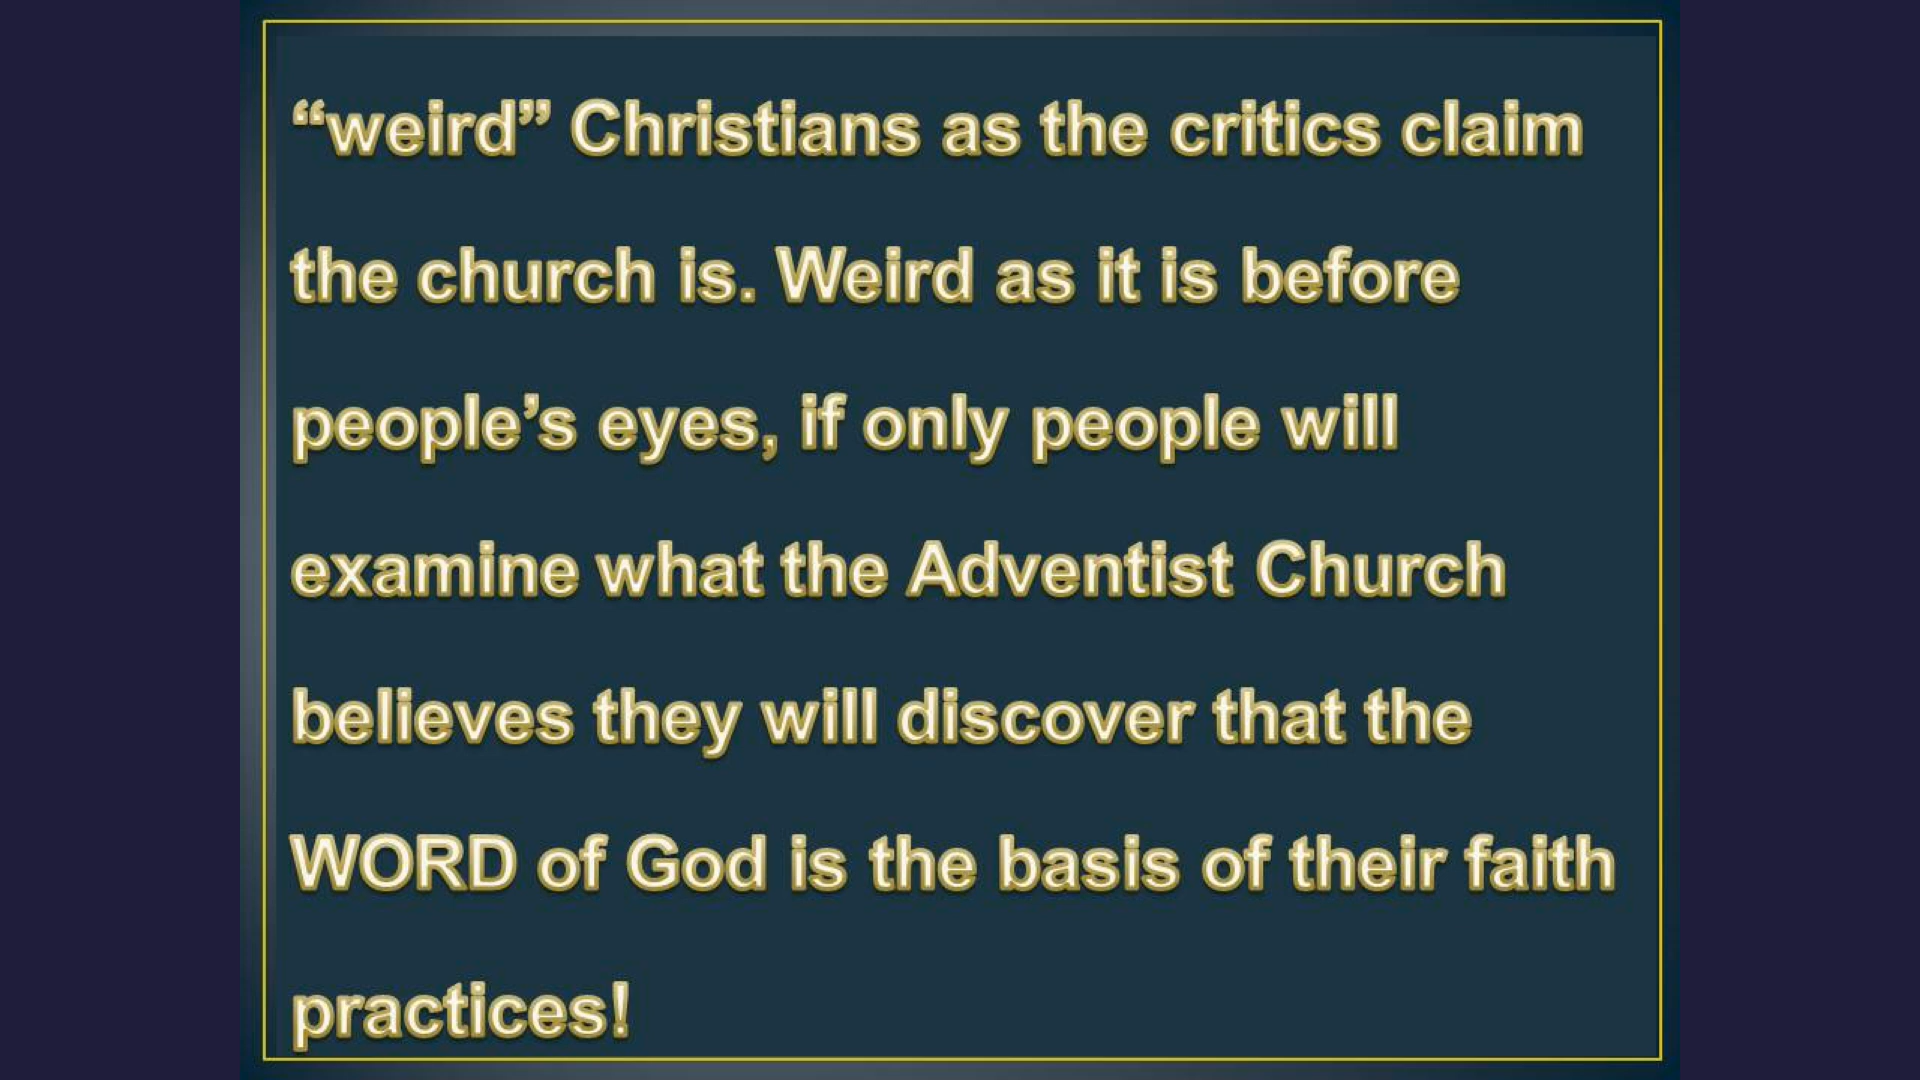 “weird” Christians as the critics claim
the church is. Weird as it is before
people’s eyes, if only people will
examine what the Adventist Church
believes they will discover that the
WORD of God is the basis of their faith
practices!